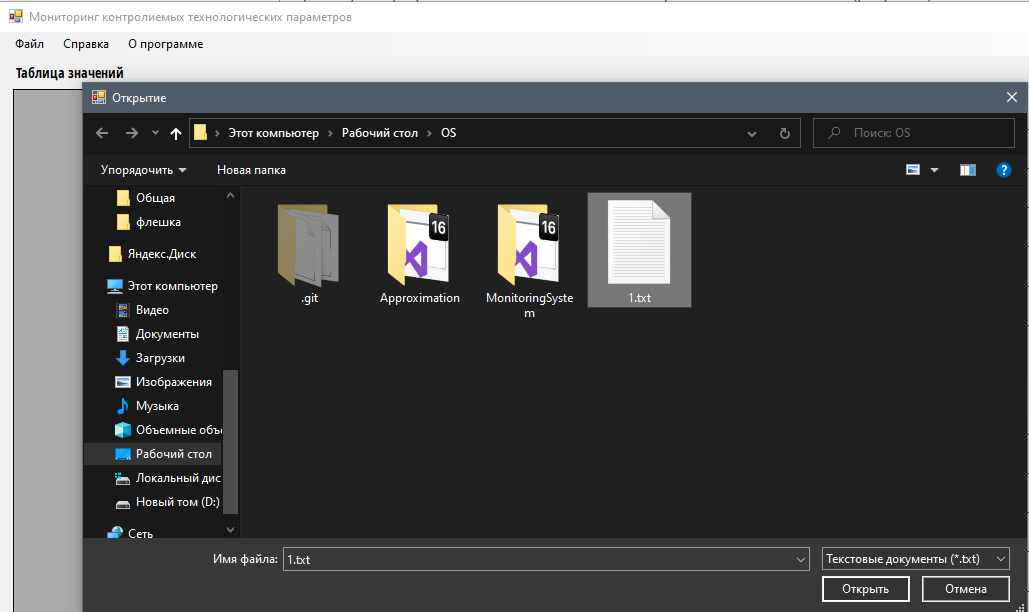 Мониторинг контролиемых технологических параметров
Файл Справка О программе
Таблица значений
Открытие
Этот компьютер › Рабочий стол › OS
Поиск: OS
Упорядочить Новая папка
Общая
флешка
Яндекс.Диск
Этот компьютер
Видео
Документы
Загрузки
Изображения
Музыка
Объемные объ
Рабочий стол
Локальный дис
Новый том (D:)
Сеть
.git
16
Approximation
16
MonitoringSyste
m
1.txt
Имя файла: 1.txt
Текстовые документы (*.txt)
Открыть Отмена